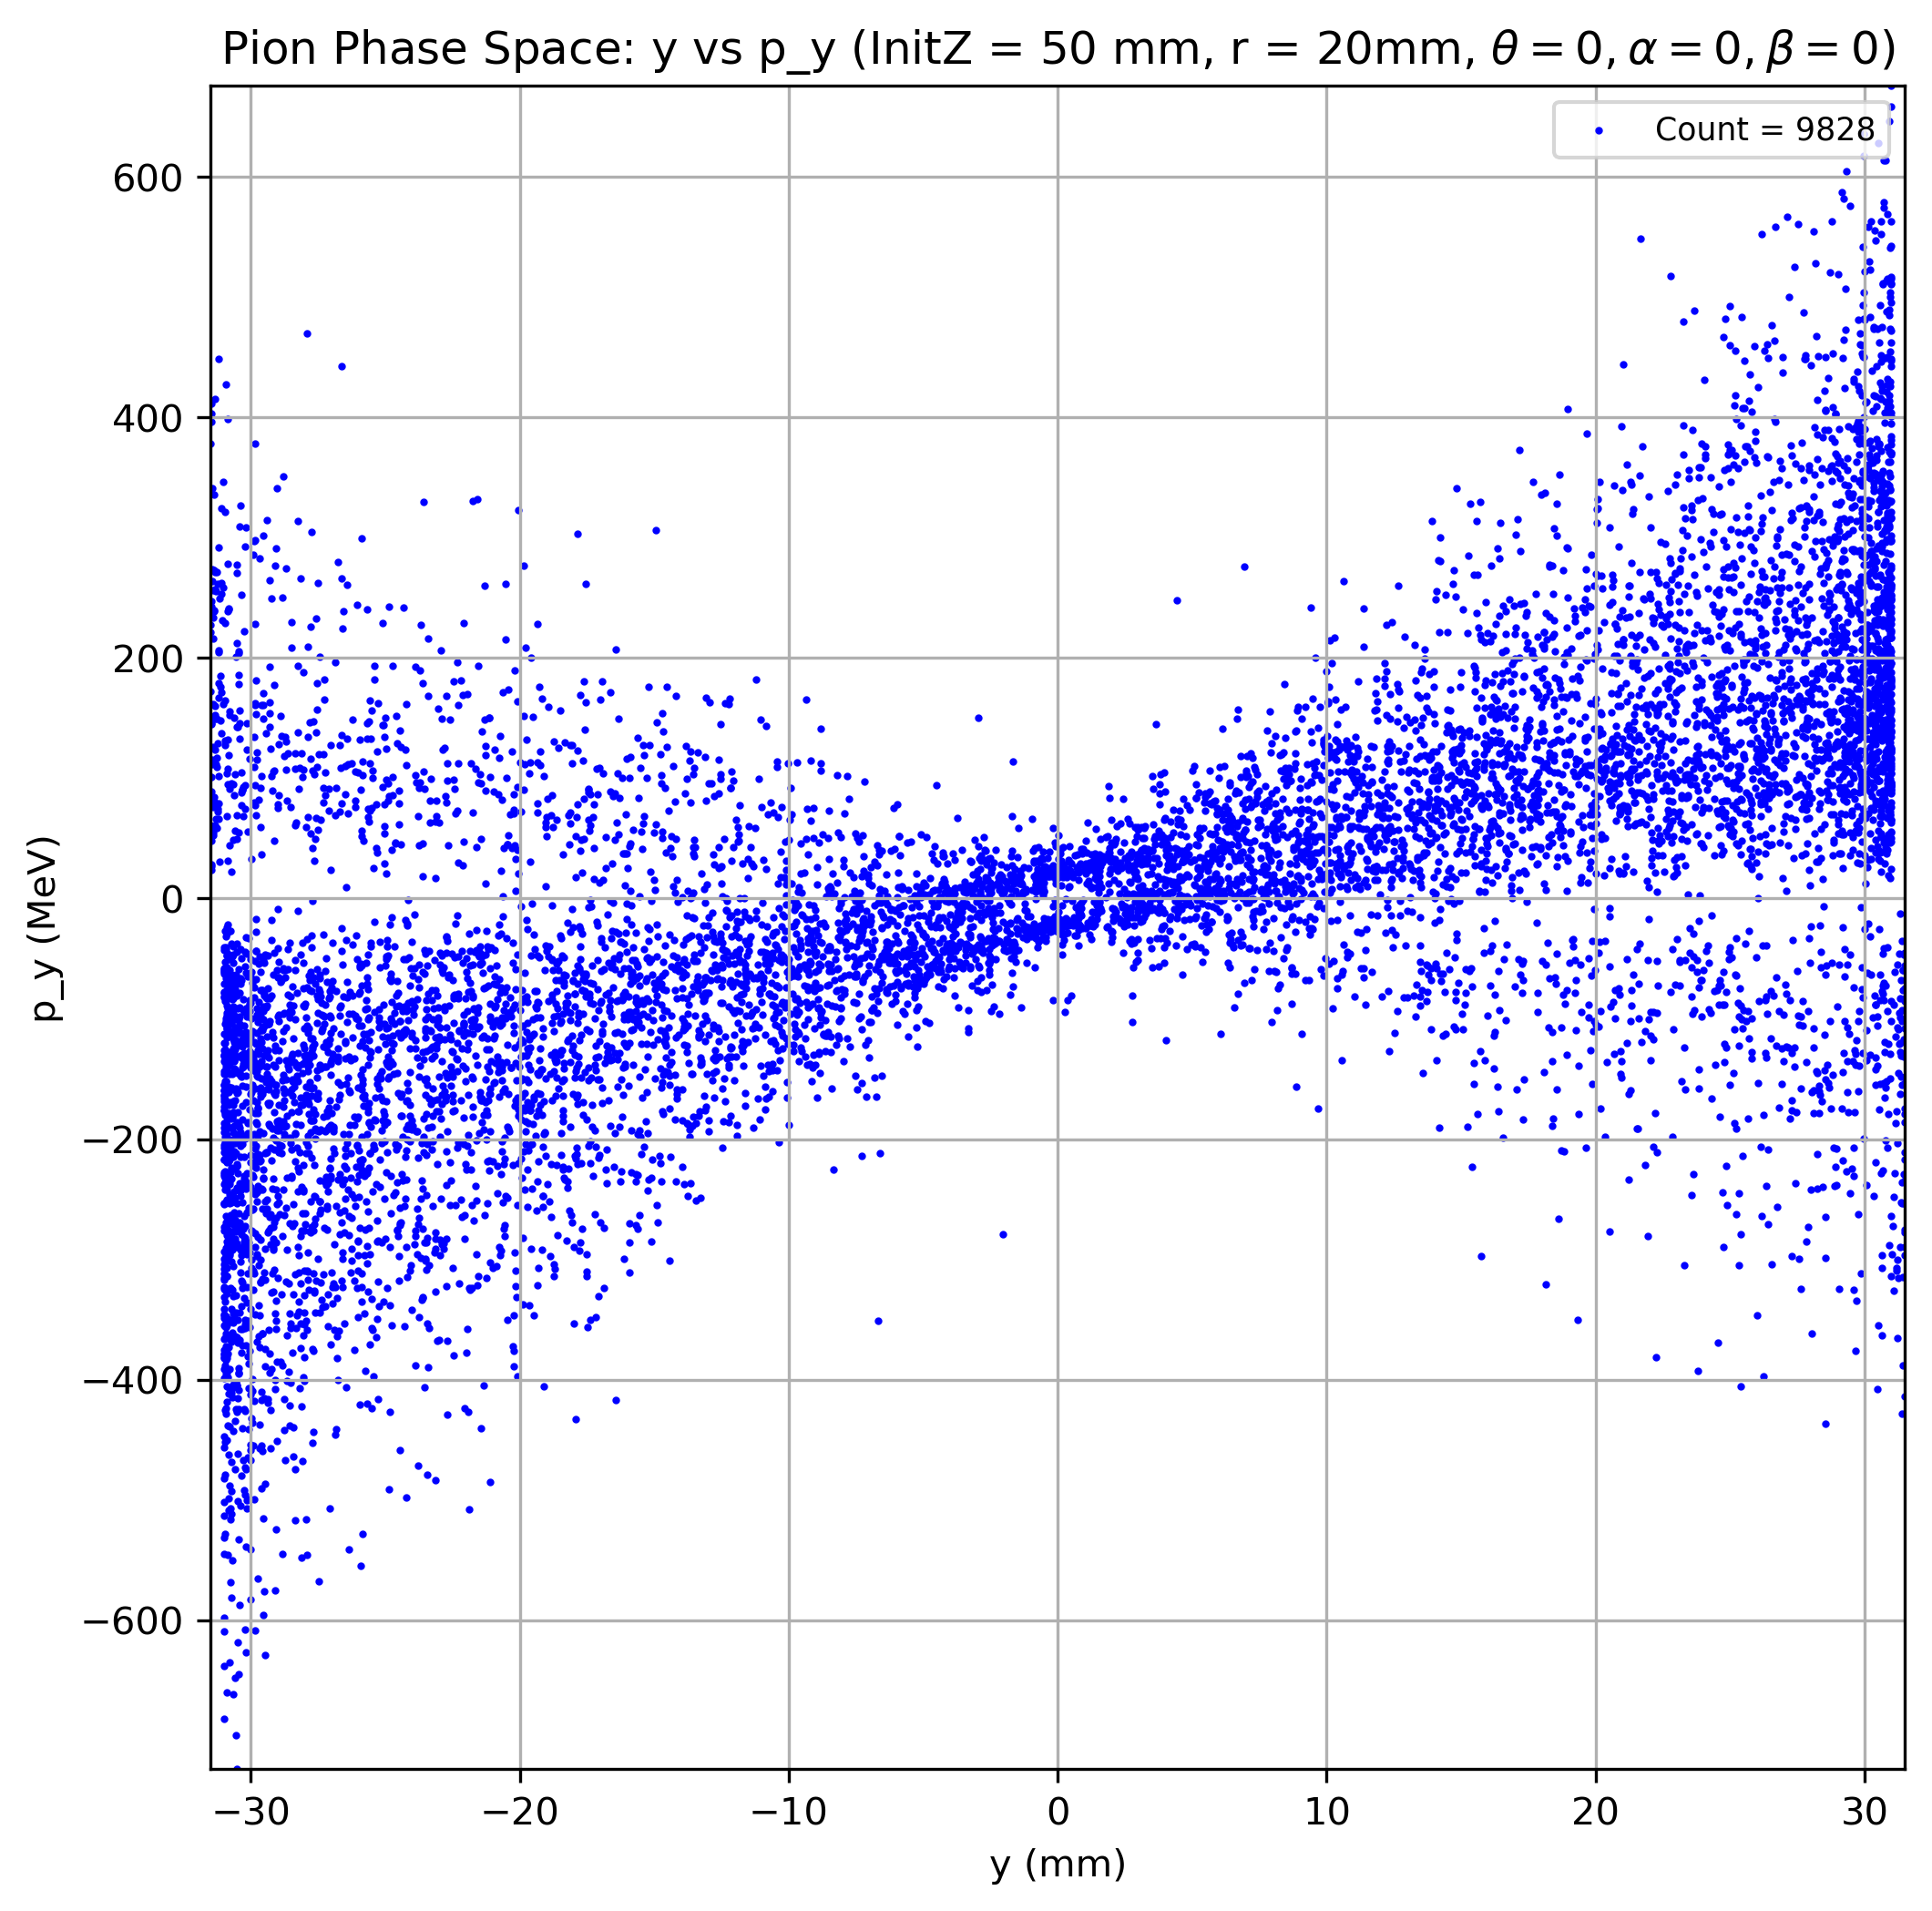 Pion Phase Space: y vs p_y (InitZ = 50 mm, r = 20mm, θ = 0, α = 0, β = 0)
Count = 9828
600
400
200
0
−200
−400
−600
p_y (MeV)
−30 −20 −10 0 10 20 30
y (mm)